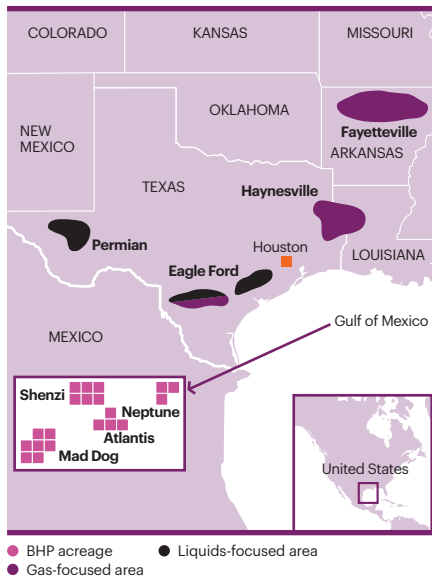 COLORADO
KANSAS
MISSOURI
OKLAHOMA
Fayetteville
NEW
MEXICO
ARKANSAS
TEXAS
Haynesville
Permian
Houston
LOUISIANA
Eagle Ford
Gulf of Mexico
MEXICO
Shenzi
Neptune
Atlantis
Mad Dog
United States
BHP acreage
Liquids-focused area
Gas-focused area